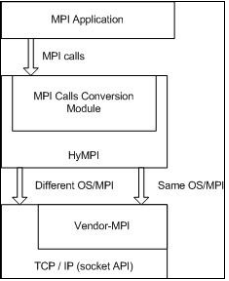 MPI Application
MPI calls
MPI Calls Conversion
Module
HyMPI
Different OS/MPI
Same OS/MPI
Vendor-MPI
TCP / IP (socket API)